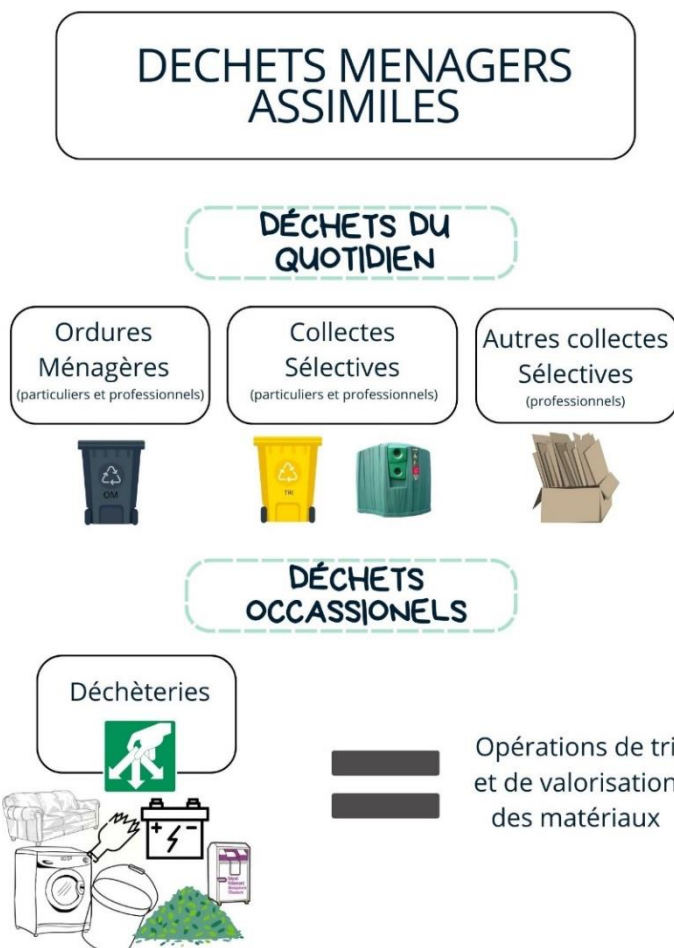 DECHETS MENAGERS
ASSIMILES
DÉCHETS DU
QUOTIDIEN
Ordures
Ménagères
(particuliers et professionnels)
Collectes
Sélectives
(particuliers et professionnels)
Autres collectes
Sélectives
(professionnels)
OM
TRI
DÉCHETS
OCCASSIONELS
Déchèteries
Opérations de tri
et de valorisation
des matériaux